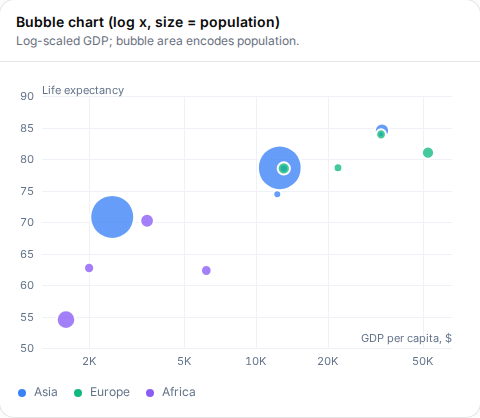 Bubble chart (log x, size = population)
Log-scaled GDP; bubble area encodes population.
Life expectancy
90
85
80
75
70
65
60
55
50
GDP per capita, $
2K 5K 10K 20K 50K
Asia Europe Africa